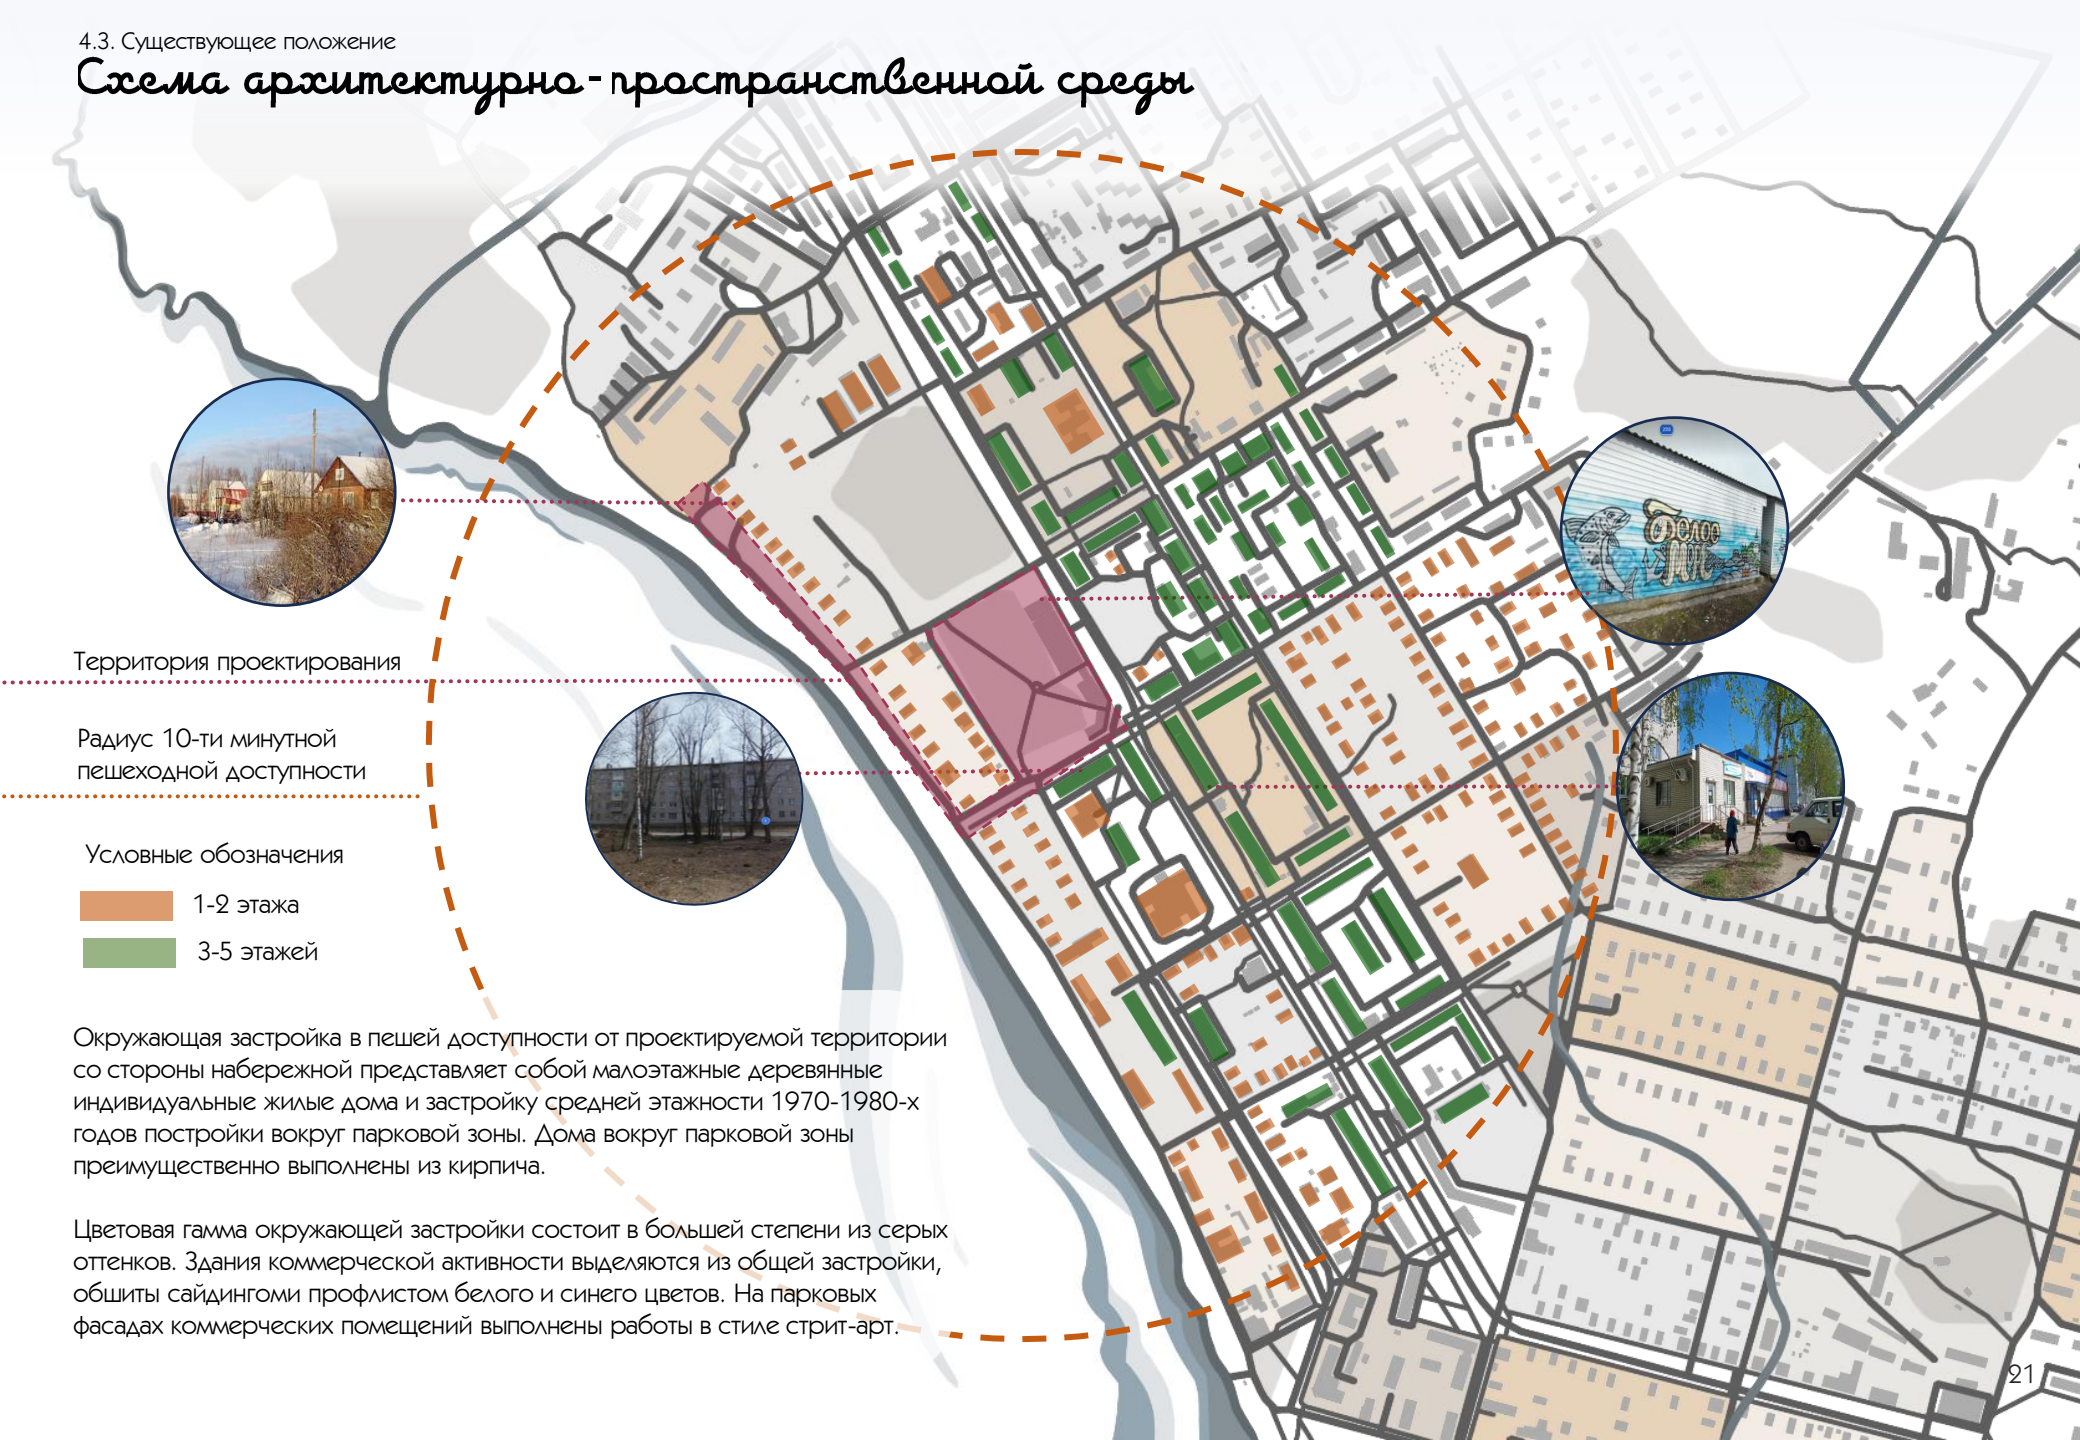 4.3. Существующее положение
Схема архитектурно-пространственной среды
Белое
Территория проектирования
Радиус 10-ти минутной
пешеходной доступности
Условные обозначения
1-2 этажа
3-5 этажей
Окружающая застройка в пешей доступности от проектируемой территории
со стороны набережной представляет собой малоэтажные деревянные
индивидуальные жилые дома и застройку средней этажности 1970-1980-х
годов постройки вокруг парковой зоны. Дома вокруг парковой зоны
преимущественно выполнены из кирпича.
Цветовая гамма окружающей застройки состоит в большей степени из серых
оттенков. Здания коммерческой активности выделяются из общей застройки,
обшиты сайдингоми профлистом белого и синего цветов. На парковых
фасадах коммерческих помещений выполнены работы в стиле стрит-арт.
21